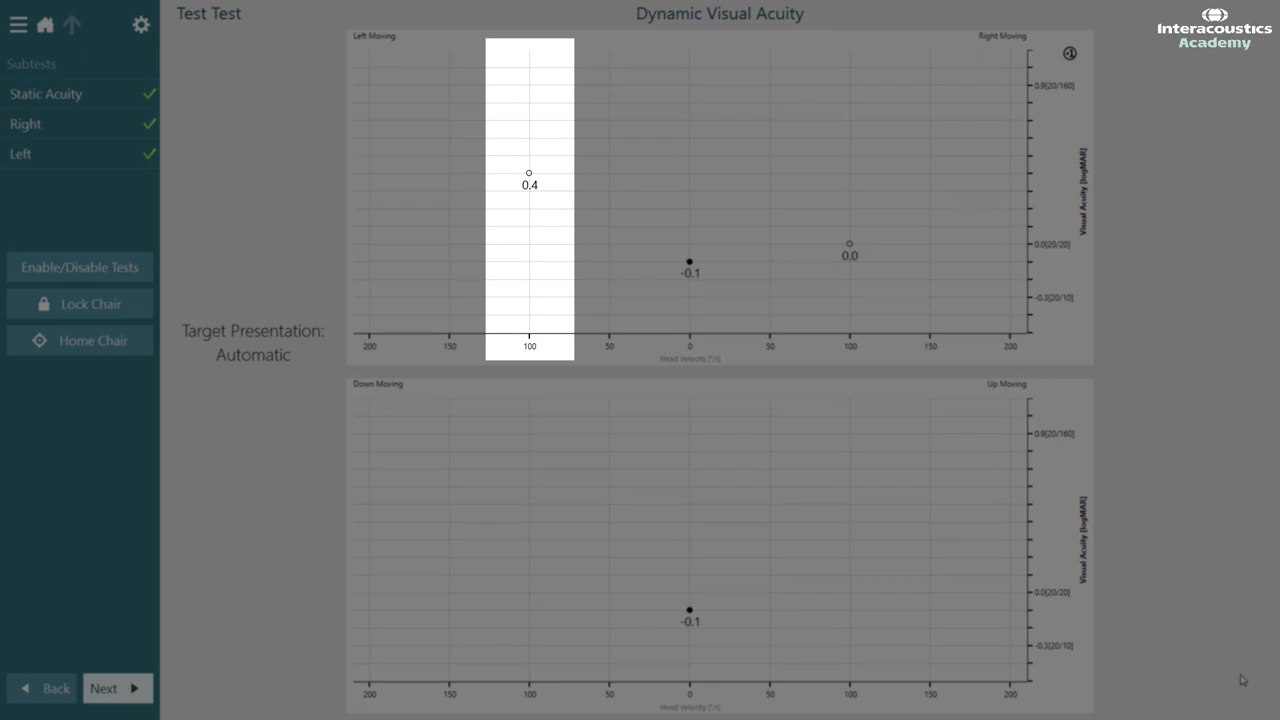 Test Test
Dynamic Visual Acuity
Interacoustics
Academy
Subtests
Static Acuity
Right
Left
Enable/Disable Tests
Lock Chair
Home Chair
Back
Next
Target Presentation:
Automatic
Left Moving
Right Moving
0.9[20/160]
0.4
0.0[20/20]
0.0
-0.1
-0.3[20/10]
Visual Acuity [logMAR]
200 150 100 50 0 50 100 150 200
Head Velocity [°/s]
Down Moving
Up Moving
0.9[20/160]
0.0[20/20]
-0.1
-0.3[20/10]
Visual Acuity [logMAR]
200 150 100 50 0 50 100 150 200
Head Velocity [°/s]